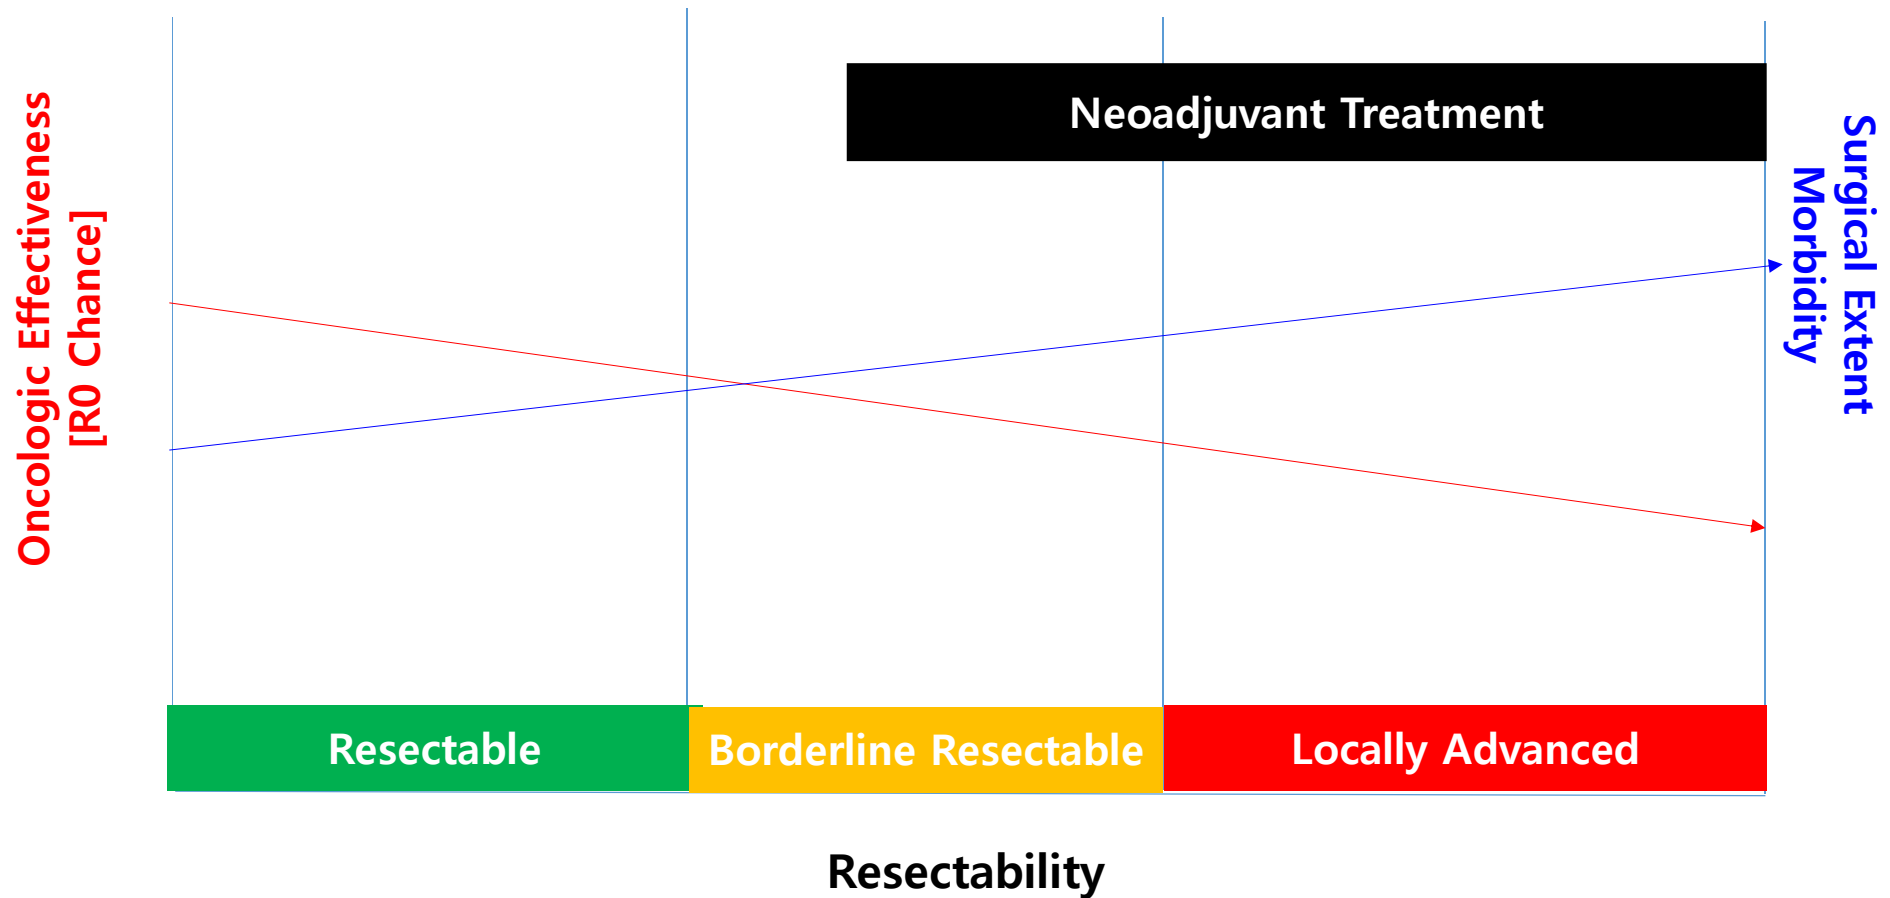 Oncologic Effectiveness
[R0 Chance]
Neoadjuvant Treatment
Surgical Extent
Morbidity
Resectable
Borderline Resectable
Locally Advanced
Resectability